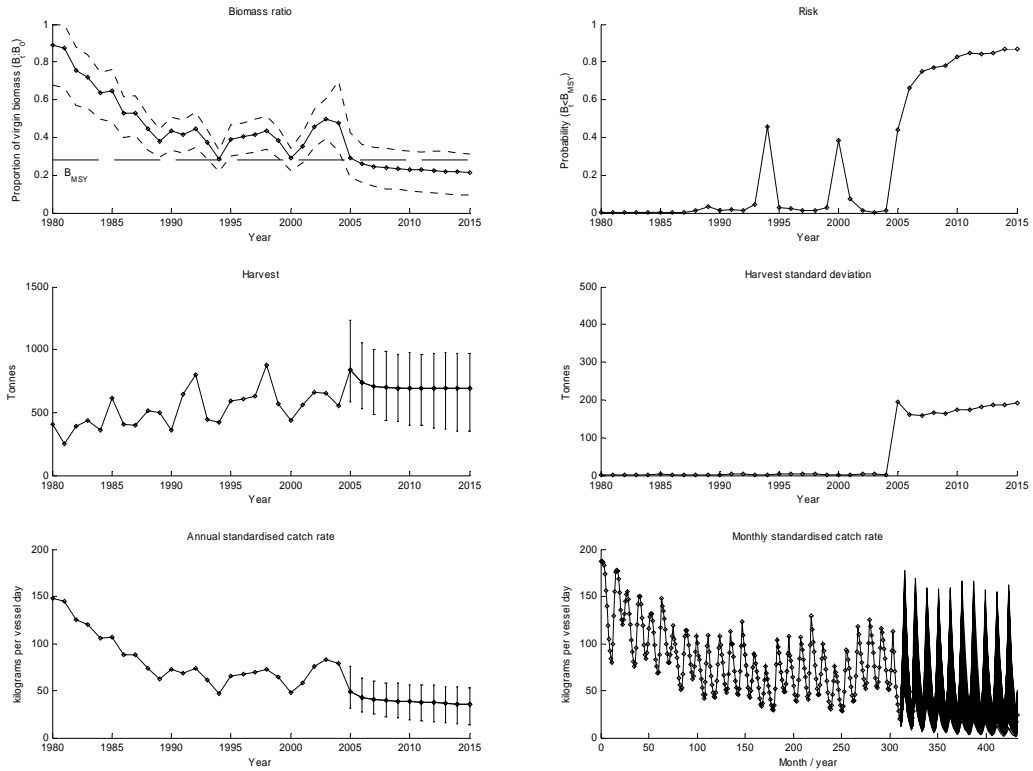 Biomass ratio
1
0.8
0.6
0.4
0.2
0
Proportion of virgin biomass (B_t:B_0)
B_MSY
1980 1985 1990 1995 2000 2005 2010 2015
Year
Risk
1
0.8
0.6
0.4
0.2
0
Probability (B_t<B_MSY)
1980 1985 1990 1995 2000 2005 2010 2015
Year
Harvest
1500
1000
500
0
Tonnes
1980 1985 1990 1995 2000 2005 2010 2015
Year
Harvest standard deviation
500
400
300
200
100
0
Tonnes
1980 1985 1990 1995 2000 2005 2010 2015
Year
Annual standardised catch rate
200
150
100
50
0
kilograms per vessel day
1980 1985 1990 1995 2000 2005 2010 2015
Year
Monthly standardised catch rate
200
150
100
50
0
kilograms per vessel day
0 50 100 150 200 250 300 350 400
Month / year